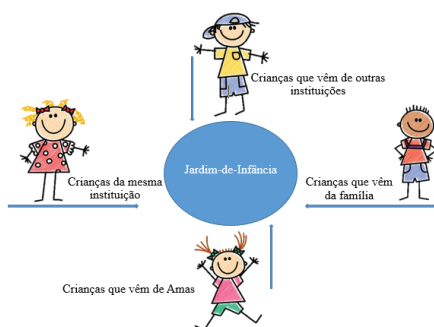 Crianças que vêm de outras
instituições
Jardim-de-Infância
Crianças da mesma
instituição
Crianças que vêm
da família
Crianças que vêm de Amas